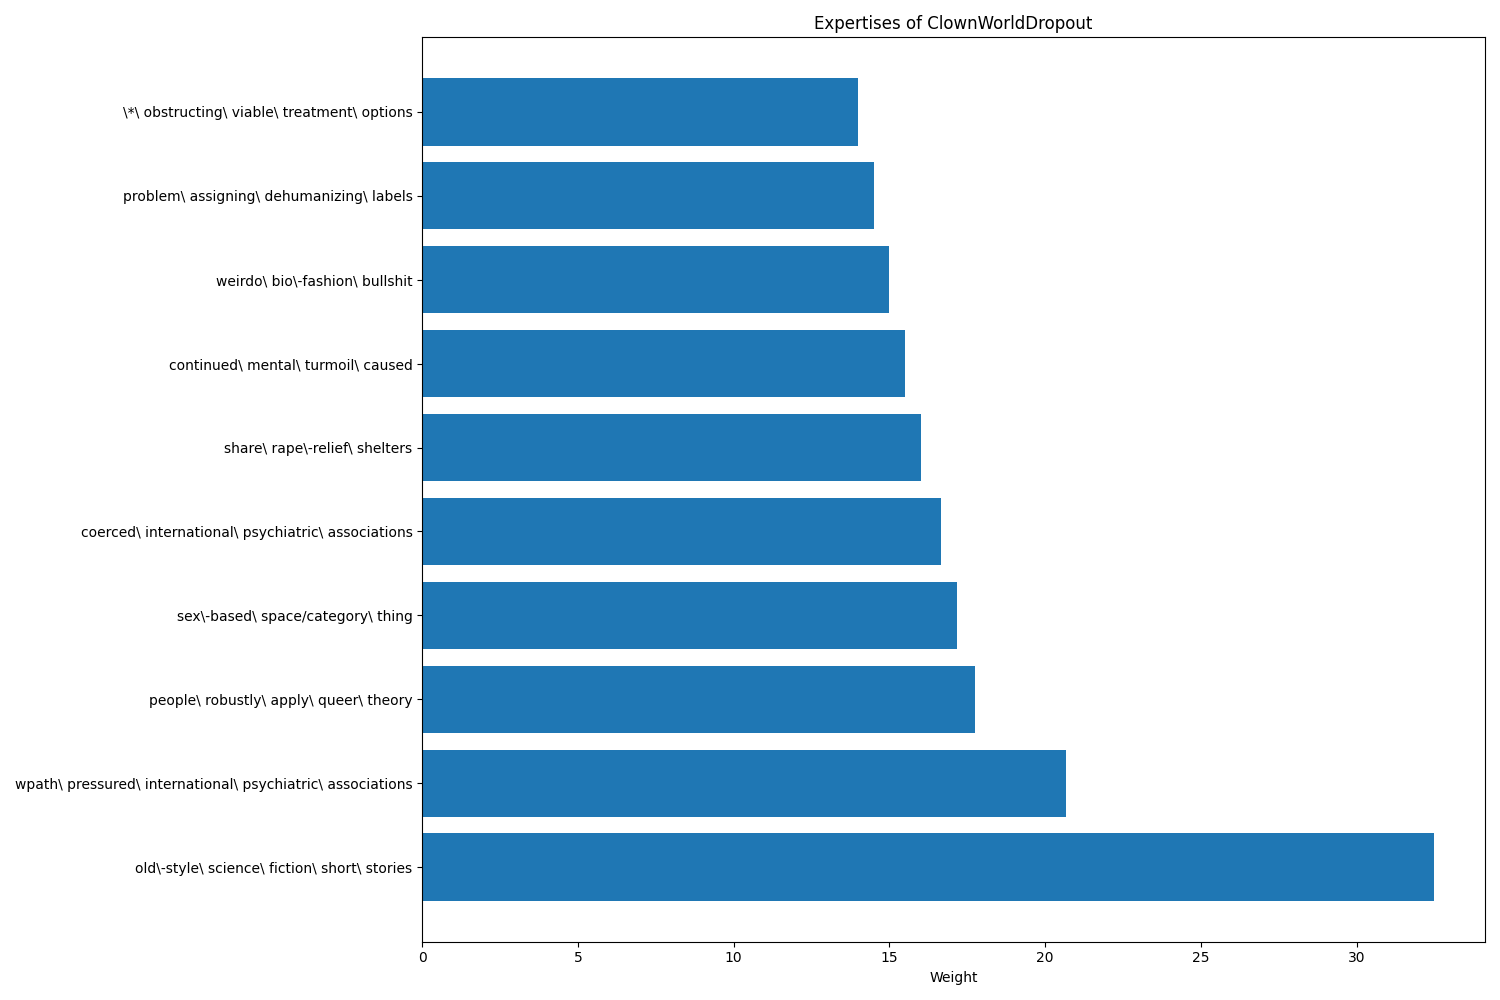 Expertises of ClownWorldDropout
\*\ obstructing\ viable\ treatment\ options
problem\ assigning\ dehumanizing\ labels
weirdo\ bio\-fashion\ bullshit
continued\ mental\ turmoil\ caused
share\ rape\-relief\ shelters
coerced\ international\ psychiatric\ associations
sex\-based\ space/category\ thing
people\ robustly\ apply\ queer\ theory
wpath\ pressured\ international\ psychiatric\ associations
old\-style\ science\ fiction\ short\ stories
0 5 10 15 20 25 30
Weight